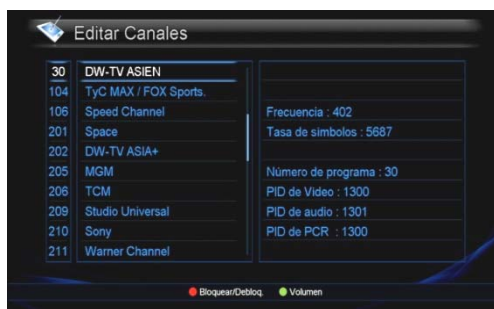 Editar Canales
30 DW-TV ASIEN
104 TyC MAX / FOX Sports.
106 Speed Channel
201 Space
202 DW-TV ASIA+
205 MGM
206 TCM
209 Studio Universal
210 Sony
211 Warner Channel
Frecuencia : 402
Tasa de simbolos : 5687
Número de programa : 30
PID de Video : 1300
PID de audio : 1301
PID de PCR : 1300
Bloquear/Debloq. Volumen